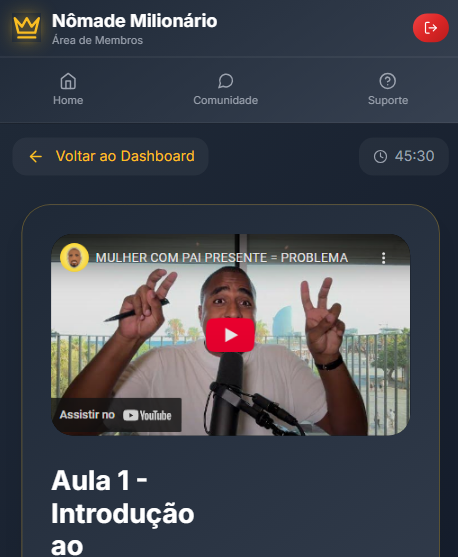 Nômade Milionário
Área de Membros
Home
Comunidade
Suporte
Voltar ao Dashboard
45:30
MULHER COM PAI PRESENTE = PROBLEMA
Assistir no YouTube
Aula 1 -
Introdução
ao